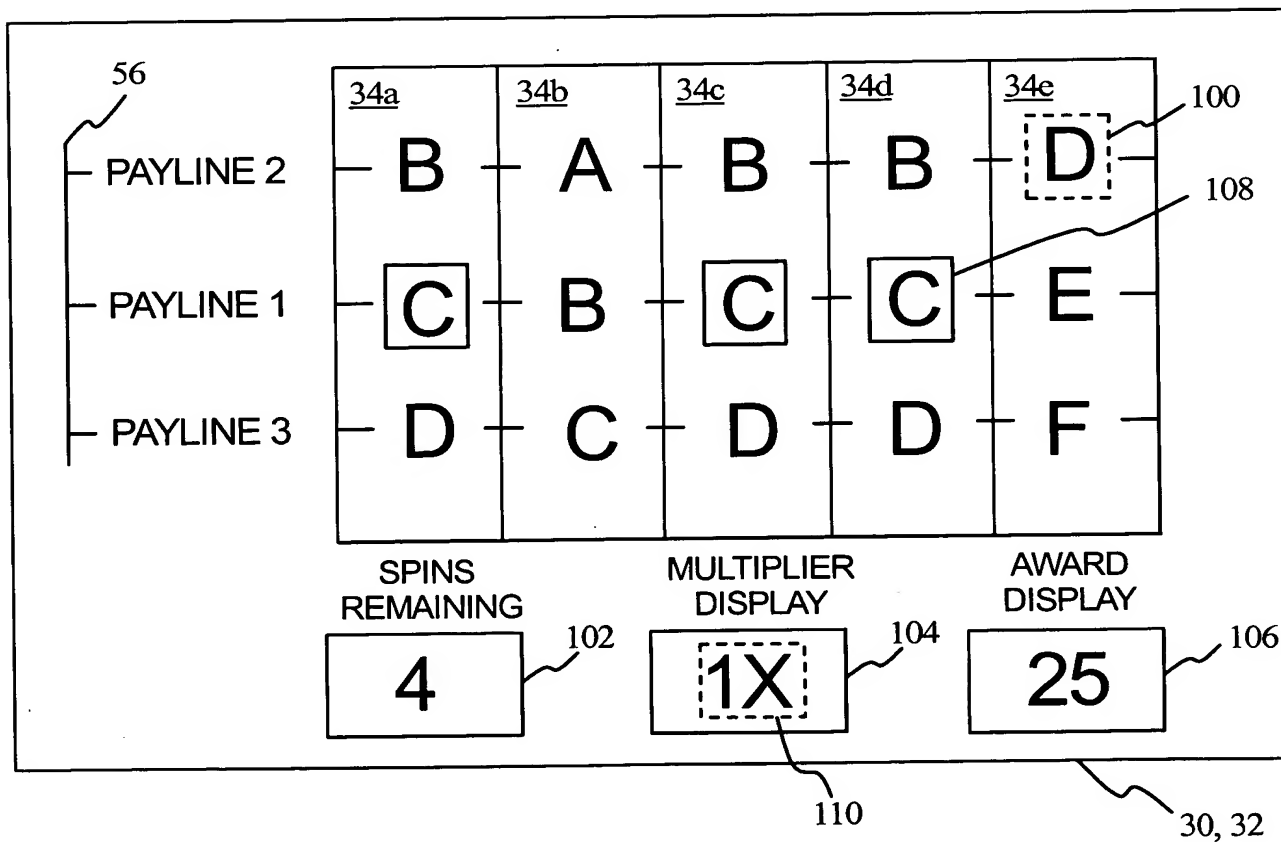 56
34a 34b 34c 34d 34e
100
PAYLINE 2 B A B B D
108
PAYLINE 1 C B C C E
PAYLINE 3 D C D D F
SPINS REMAINING
MULTIPLIER DISPLAY
AWARD DISPLAY
4 102
1X 104
25 106
110
30, 32